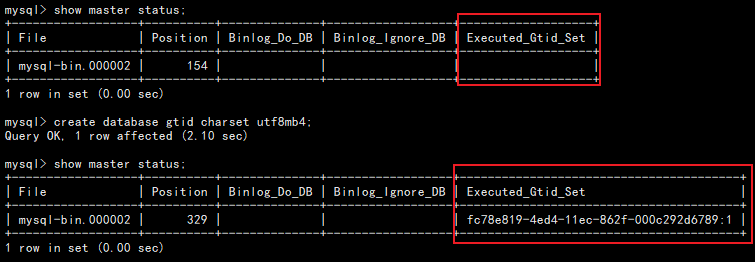 mysql> show master status;
+------------------+----------+--------------+------------------+-------------------+
| File             | Position | Binlog_Do_DB | Binlog_Ignore_DB | Executed_Gtid_Set |
+------------------+----------+--------------+------------------+-------------------+
| mysql-bin.000002 |      154 |              |                  |                   |
+------------------+----------+--------------+------------------+-------------------+
1 row in set (0.00 sec)
mysql> create database gtid charset utf8mb4;
Query OK, 1 row affected (2.10 sec)
mysql> show master status;
+------------------+----------+--------------+------------------+----------------------------------------+
| File             | Position | Binlog_Do_DB | Binlog_Ignore_DB | Executed_Gtid_Set                      |
+------------------+----------+--------------+------------------+----------------------------------------+
| mysql-bin.000002 |      329 |              |                  | fc78e819-4ed4-11ec-862f-000c292d6789:1 |
+------------------+----------+--------------+------------------+----------------------------------------+
1 row in set (0.00 sec)